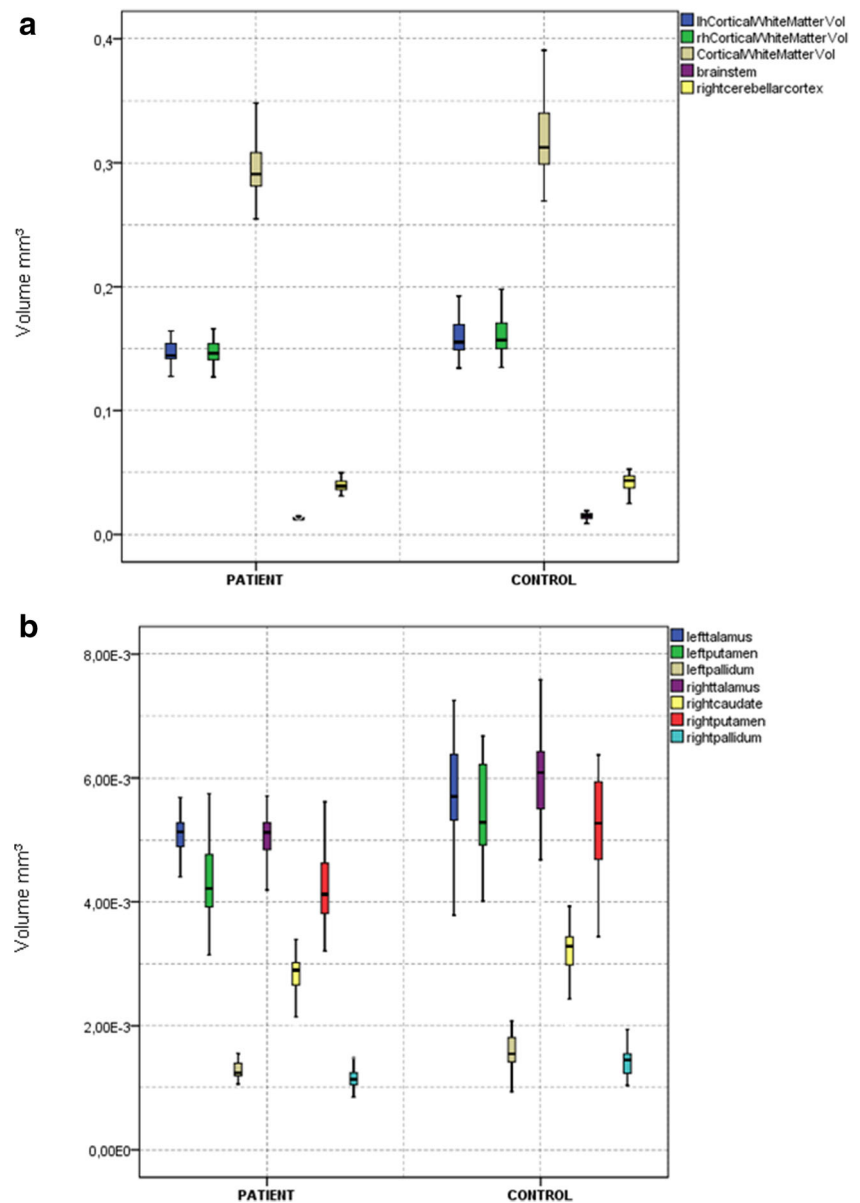 a
lhCorticalWhiteMatterVol
rhCorticalWhiteMatterVol
CorticalWhiteMatterVol
brainstem
rightcerebellarcortex
Volume mm³
0,4
0,3
0,2
0,1
0,0
PATIENT CONTROL
b
lefttalamus
leftputamen
leftpallidum
righttalamus
rightcaudate
rightputamen
rightpallidum
Volume mm³
8,00E-3
6,00E-3
4,00E-3
2,00E-3
0,00E0
PATIENT CONTROL